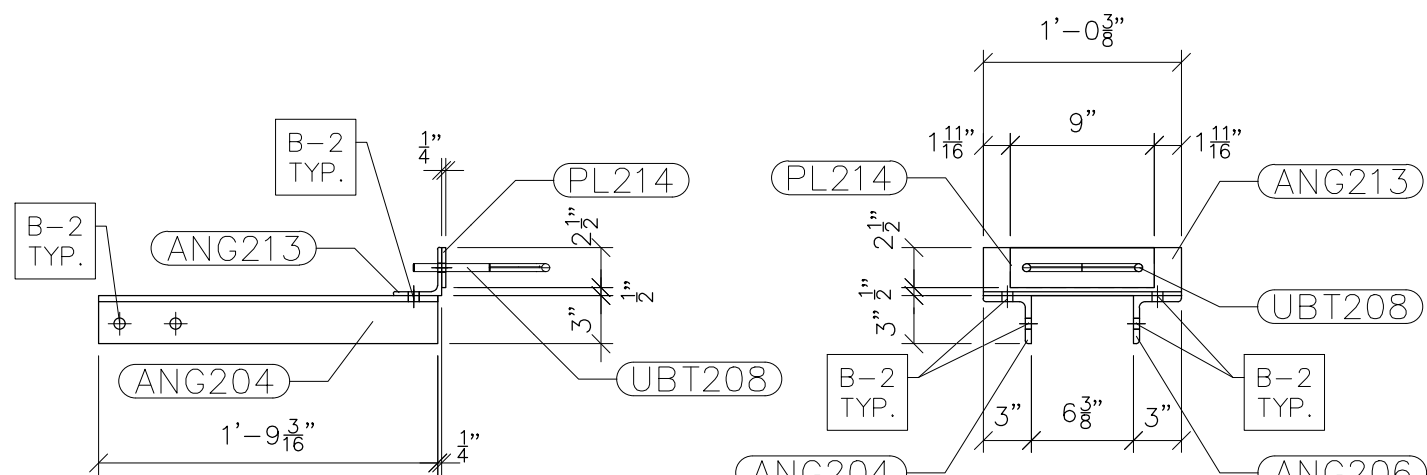 B-2
TYP.
1/4"
PL214
B-2
TYP.
ANG213
2 1/2"
1/2"
3"
ANG204
UBT208
1'-9 3/16"
1/4"
1'-0 3/8"
1 11/16"
9"
1 11/16"
PL214
ANG213
2 1/2"
1/2"
3"
UBT208
B-2
TYP.
B-2
TYP.
3"
6 3/8"
3"
ANG204
ANG206